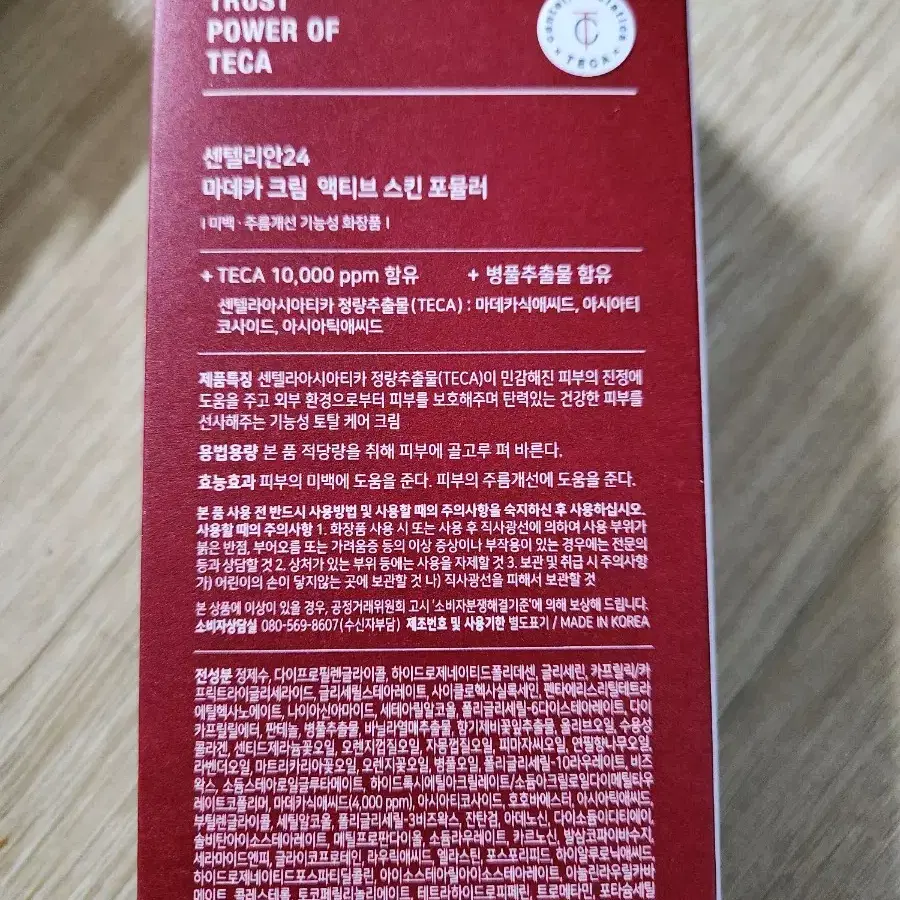 TRUST
POWER OF
TECA
TECA
센텔리안24
마데카 크림 액티브 스킨 포뮬러
| 미백 · 주름개선 기능성 화장품 |
+ TECA 10,000 ppm 함유 + 병풀추출물 함유
센텔라아시아티카 정량추출물(TECA) : 마데카식애씨드, 아시아티
코사이드, 아시아틱애씨드
제품특징 센텔라아시아티카 정량추출물(TECA)이 민감해진 피부의 진정에
도움을 주고 외부 환경으로부터 피부를 보호해주며 탄력있는 건강한 피부를
선사해주는 기능성 토탈 케어 크림
용법용량 본 품 적당량을 취해 피부에 골고루 펴 바른다.
효능효과 피부의 미백에 도움을 준다. 피부의 주름개선에 도움을 준다.
본 품 사용 전 반드시 사용방법 및 사용할 때의 주의사항을 숙지하신 후 사용하십시오.
사용할 때의 주의사항 1. 화장품 사용 시 또는 사용 후 직사광선에 의하여 사용 부위가
붉은 반점, 부어오름 또는 가려움증 등의 이상 증상이나 부작용이 있는 경우에는 전문의
등과 상담할 것 2. 상처가 있는 부위 등에는 사용을 자제할 것 3. 보관 및 취급 시 주의사항
가) 어린이의 손이 닿지않는 곳에 보관할 것 나) 직사광선을 피해서 보관할 것
본 상품에 이상이 있을 경우, 공정거래위원회 고시 '소비자분쟁해결기준'에 의해 보상해 드립니다.
소비자상담실 080-569-8607(수신자부담) 제조번호 및 사용기한 별도표기 / MADE IN KOREA
전성분 정제수, 다이프로필렌글라이콜, 하이드로제네이티드폴리데센, 글리세린, 카프릴릭/카
프릭트라이글리세라이드, 글리세릴스테아레이트, 사이클로헥사실록세인, 펜타에리스리틸테트라
에틸헥사노에이트, 나이아신아마이드, 세테아릴알코올, 폴리글리세릴-6다이스테아레이트, 다이
카프릴릴에터, 판테놀, 병풀추출물, 바닐라열매추출물, 향기제비꽃잎추출물, 올리브오일, 수용성
콜라겐, 센티드제라늄꽃오일, 오렌지껍질오일, 자몽껍질오일, 피마자씨오일, 연필향나무오일,
라벤더오일, 마트리카리아꽃오일, 오렌지꽃오일, 병풀오일, 폴리글리세릴-10라우레이트, 비즈
왁스, 소듐스테아로일글루타메이트, 하이드록시에틸아크릴레이트/소듐아크릴로일다이메틸타우
레이트코폴리머, 마데카식애씨드(4,000 ppm), 아시아티코사이드, 호호바에스터, 아시아틱애씨드,
부틸렌글라이콜, 세틸알코올, 폴리글리세릴-3비즈왁스, 잔탄검, 아데노신, 다이소듐이디티에이,
솔비탄아이소스테아레이트, 메틸프로판다이올, 소듐라우레이트, 카르노신, 발삼코파이바수지,
세라마이드엔피, 글라이코프로테인, 라우릭애씨드, 엘라스틴, 포스포리피드, 하이알루로닉애씨드,
하이드로제네이티드포스파티딜콜린, 아이소스테아릴아이소스테아레이트, 아닐린라우릴카바
메이트, 콜레스테롤, 토코페릴리놀리에이트, 테트라하이드로피페린, 트로메타민, 포타슘세틸